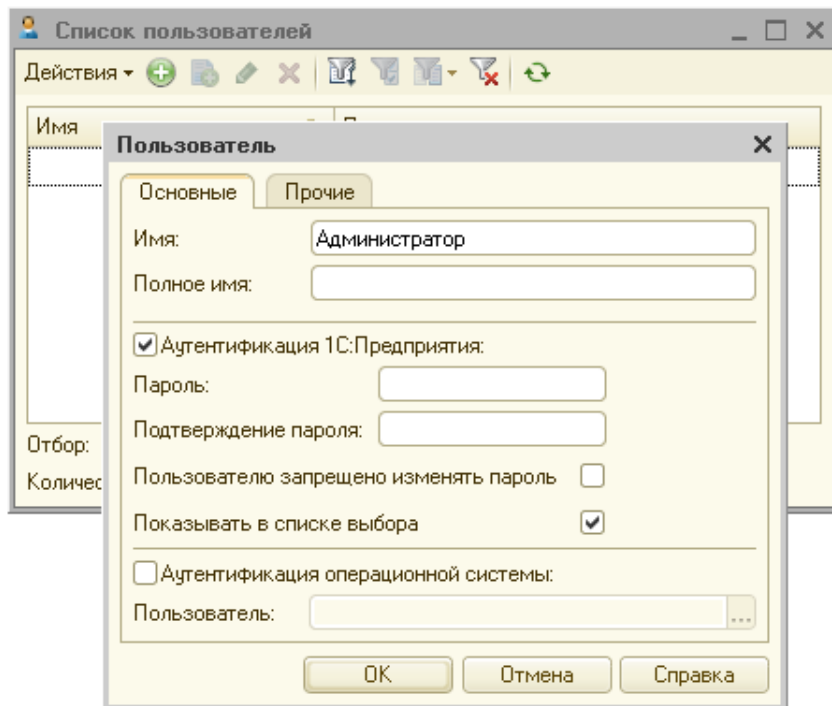 Список пользователей
Действия
Имя
Пользователь
Основные Прочие
Имя: Администратор
Полное имя:
Аутентификация 1С:Предприятия:
Пароль:
Подтверждение пароля:
Отбор:
Пользователю запрещено изменять пароль
Количес
Показывать в списке выбора
Аутентификация операционной системы:
Пользователь: ...
OK Отмена Справка